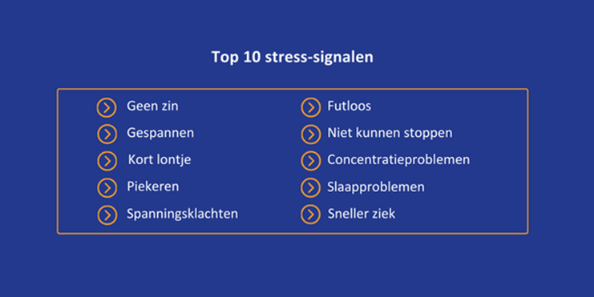 Top 10 stress-signalen
Geen zin
Gespannen
Kort lontje
Piekeren
Spanningsklachten
Futloos
Niet kunnen stoppen
Concentratieproblemen
Slaapproblemen
Sneller ziek